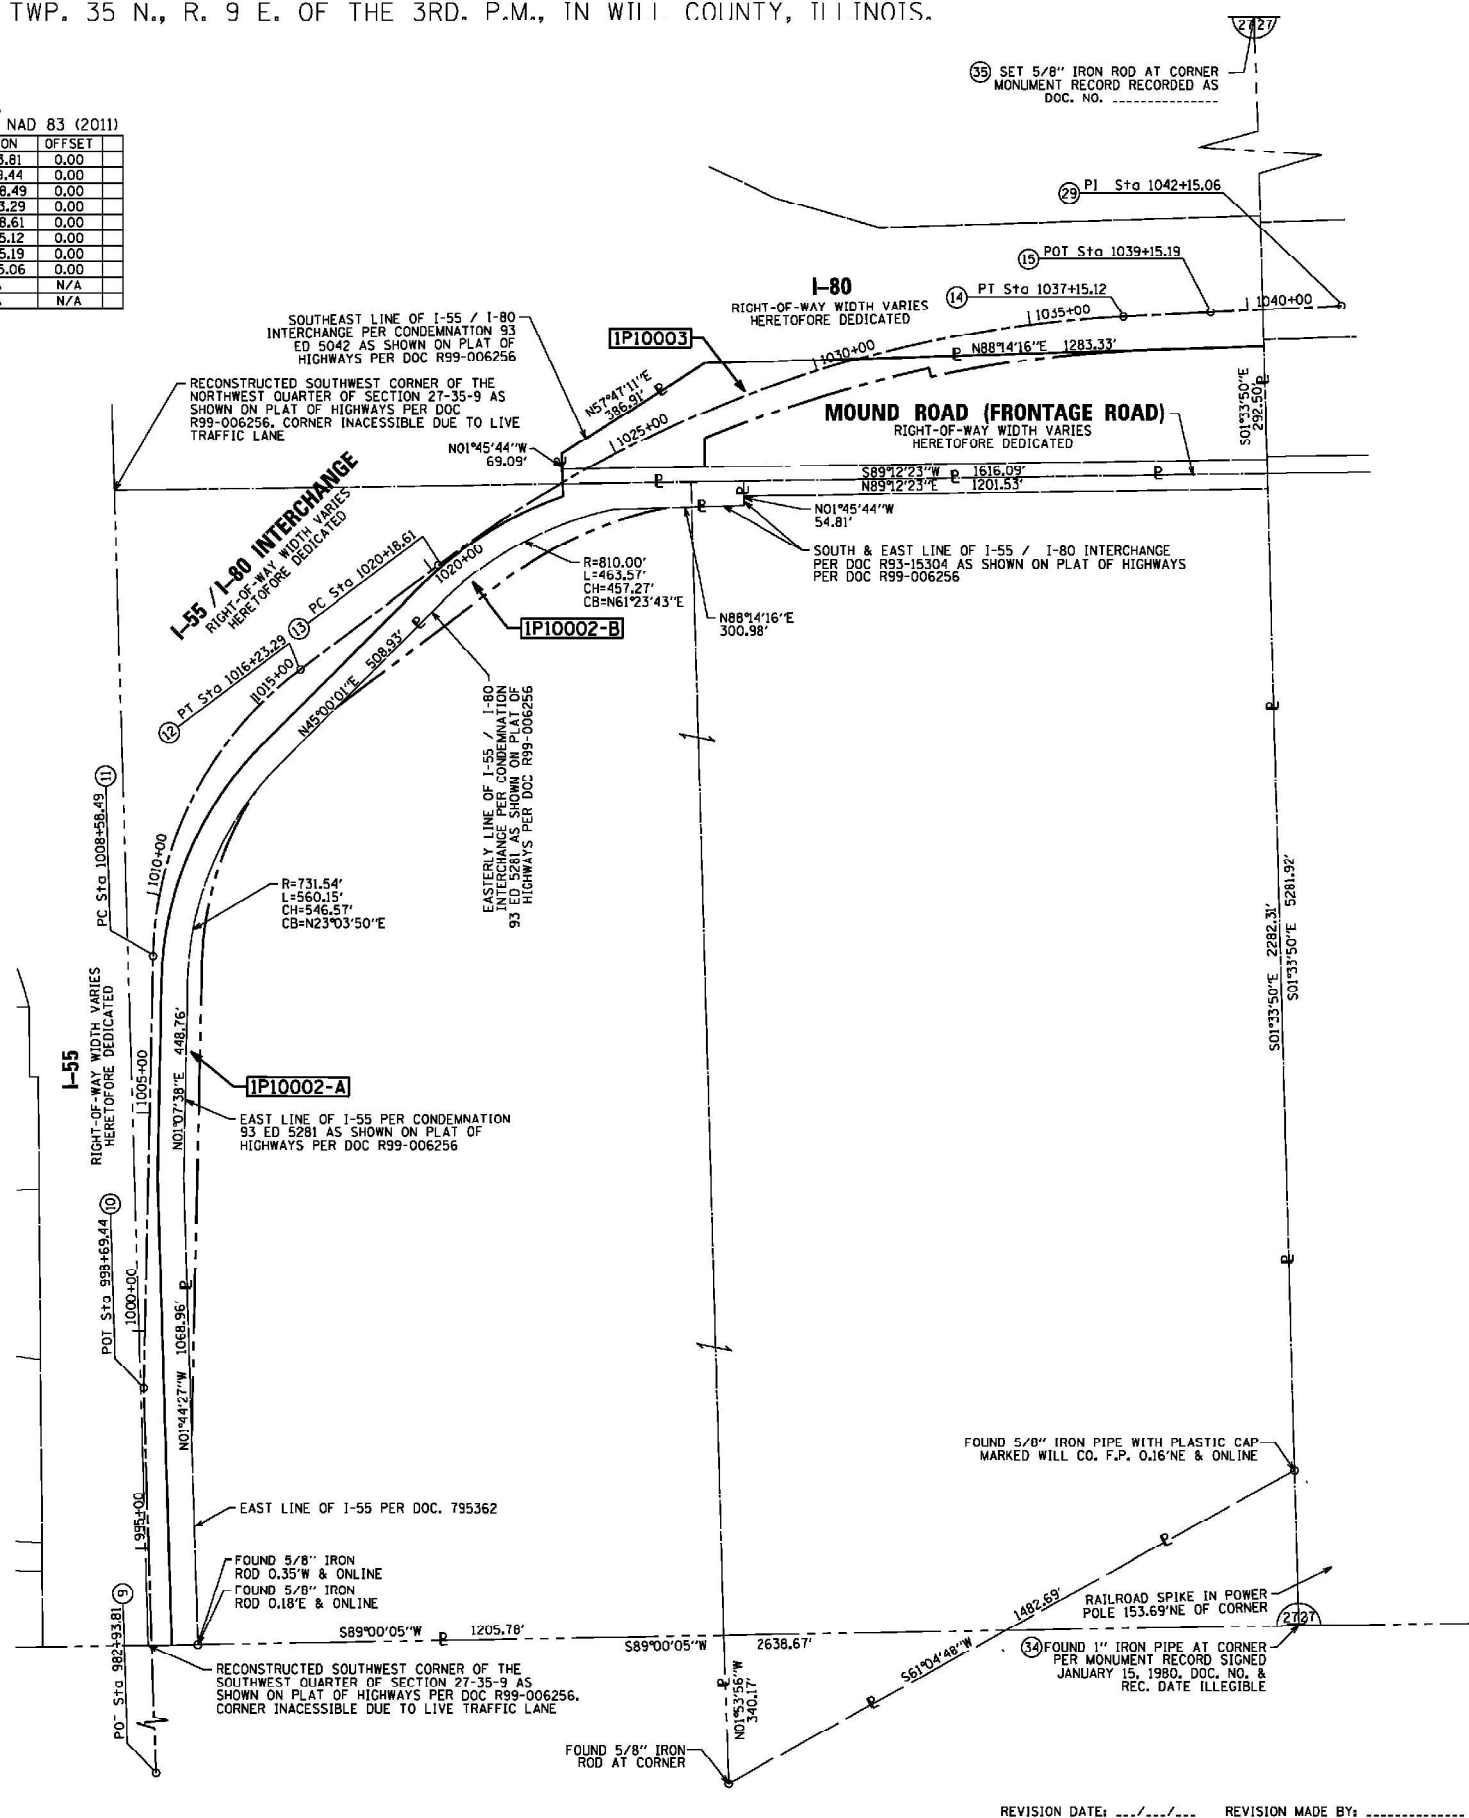 TWP. 35 N., R. 9 E. OF THE 3RD. P.M., IN WILL COUNTY, ILLINOIS.
2727
35 SET 5/8" IRON ROD AT CORNER
MONUMENT RECORD RECORDED AS
DOC. NO. _______________
NAD 83 (2011)
ON OFFSET
3.81 0.00
9.44 0.00
8.49 0.00
3.29 0.00
8.61 0.00
5.12 0.00
5.19 0.00
5.06 0.00
N/A
N/A
29 PI Sta 1042+15.06
15 POT Sta 1039+15.19
14 PT Sta 1037+15.12
I-80
RIGHT-OF-WAY WIDTH VARIES
HERETOFORE DEDICATED
1040+00
1035+00
1030+00
1025+00
SOUTHEAST LINE OF I-55 / I-80
INTERCHANGE PER CONDEMNATION 93
ED 5042 AS SHOWN ON PLAT OF
HIGHWAYS PER DOC R99-006256
1P10003
N88°14'16"E 1283.33'
N57°47'11"E
386.91'
RECONSTRUCTED SOUTHWEST CORNER OF THE
NORTHWEST QUARTER OF SECTION 27-35-9 AS
SHOWN ON PLAT OF HIGHWAYS PER DOC
R99-006256. CORNER INACESSIBLE DUE TO LIVE
TRAFFIC LANE
S01°33'50"E
292.50'
MOUND ROAD (FRONTAGE ROAD)
RIGHT-OF-WAY WIDTH VARIES
HERETOFORE DEDICATED
N01°45'44"W
69.09'
S89°12'23"W 1616.09'
N89°12'23"E 1201.53'
N01°45'44"W
54.81'
SOUTH & EAST LINE OF I-55 / I-80 INTERCHANGE
PER DOC R93-15304 AS SHOWN ON PLAT OF HIGHWAYS
PER DOC R99-006256
I-55 / I-80 INTERCHANGE
RIGHT-OF-WAY WIDTH VARIES
HERETOFORE DEDICATED
13 PC Sta 1020+18.61
1020+00
R=810.00'
L=463.57'
CH=457.27'
CB=N61°23'43"E
N88°14'16"E
300.98'
1P10002-B
12 PT Sta 1016+23.29
1015+00
N45°00'01"E 508.93'
EASTERLY LINE OF I-55 / I-80
INTERCHANGE PER CONDEMNATION
93 ED 5281 AS SHOWN ON PLAT OF
HIGHWAYS PER DOC R99-006256
PC Sta 1008+58.49 11
1010+00
R=731.54'
L=560.15'
CH=546.57'
CB=N23°03'50"E
S01°33'50"E 2282.31'
S01°33'50"E 5281.92'
I-55
RIGHT-OF-WAY WIDTH VARIES
HERETOFORE DEDICATED
1005+00
N01°07'38"E 448.76'
1P10002-A
EAST LINE OF I-55 PER CONDEMNATION
93 ED 5281 AS SHOWN ON PLAT OF
HIGHWAYS PER DOC R99-006256
POT Sta 998+69.44 10
1000+00
N01°44'27"W 1068.96'
FOUND 5/8" IRON PIPE WITH PLASTIC CAP
MARKED WILL CO. F.P. 0.16'NE & ONLINE
995+00
EAST LINE OF I-55 PER DOC. 795362
FOUND 5/8" IRON
ROD 0.35'W & ONLINE
FOUND 5/8" IRON
ROD 0.18'E & ONLINE
1482.69'
S61°04'48"W
RAILROAD SPIKE IN POWER
POLE 153.69'NE OF CORNER
2727
S89°00'05"W 1205.78'
S89°00'05"W 2638.67'
34 FOUND 1" IRON PIPE AT CORNER
PER MONUMENT RECORD SIGNED
JANUARY 15, 1980. DOC. NO. &
REC. DATE ILLEGIBLE
PO Sta 982+93.81 9
RECONSTRUCTED SOUTHWEST CORNER OF THE
SOUTHWEST QUARTER OF SECTION 27-35-9 AS
SHOWN ON PLAT OF HIGHWAYS PER DOC R99-006256.
CORNER INACESSIBLE DUE TO LIVE TRAFFIC LANE
N01°53'56"W
340.17'
FOUND 5/8" IRON
ROD AT CORNER
REVISION DATE: ___/___/___ REVISION MADE BY: ______________